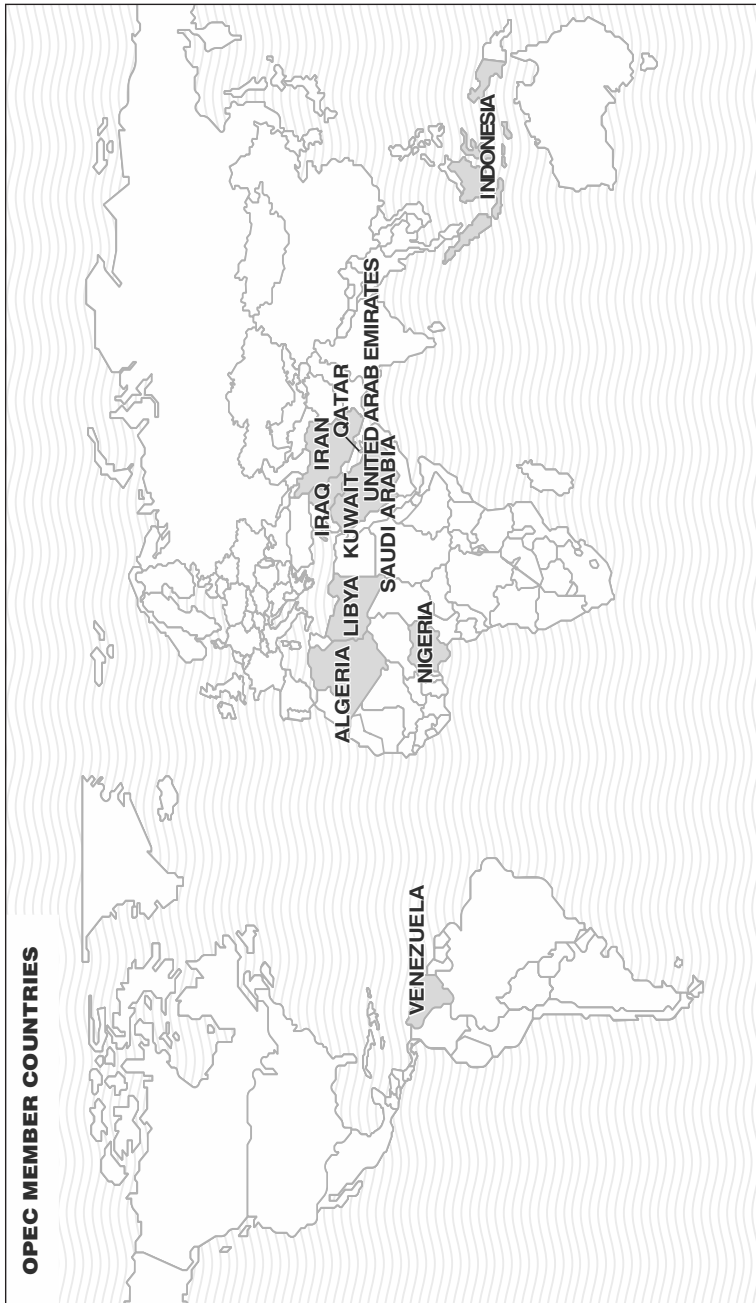 OPEC MEMBER COUNTRIES
VENEZUELA
ALGERIA
LIBYA
NIGERIA
IRAQ
IRAN
KUWAIT
QATAR
UNITED ARAB EMIRATES
SAUDI ARABIA
INDONESIA